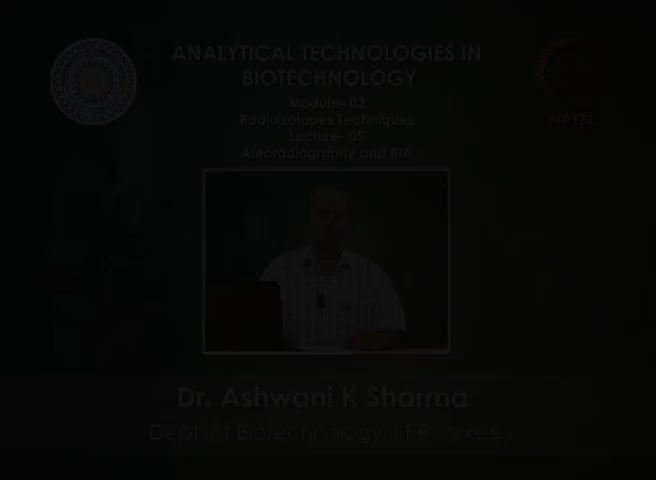 ANALYTICAL TECHNOLOGIES IN
BIOTECHNOLOGY
Module- 02
Radioisotopes Techniques
Lecture- 05
Autoradiography and RIA
NPTEL
Dr. Ashwani K Sharma
Dept. of Biotechnology, IIT Roorkee